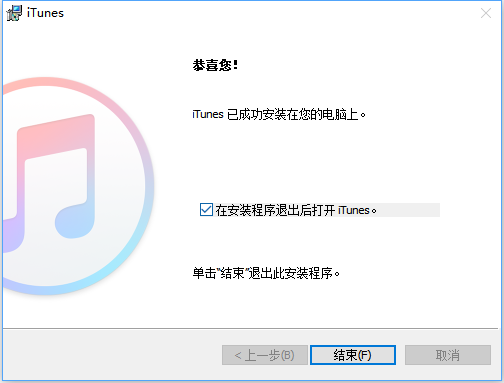 iTunes
恭喜您！
iTunes 已成功安装在您的电脑上。
在安装程序退出后打开 iTunes。
单击"结束"退出此安装程序。
< 上一步(B)
结束(F)
取消